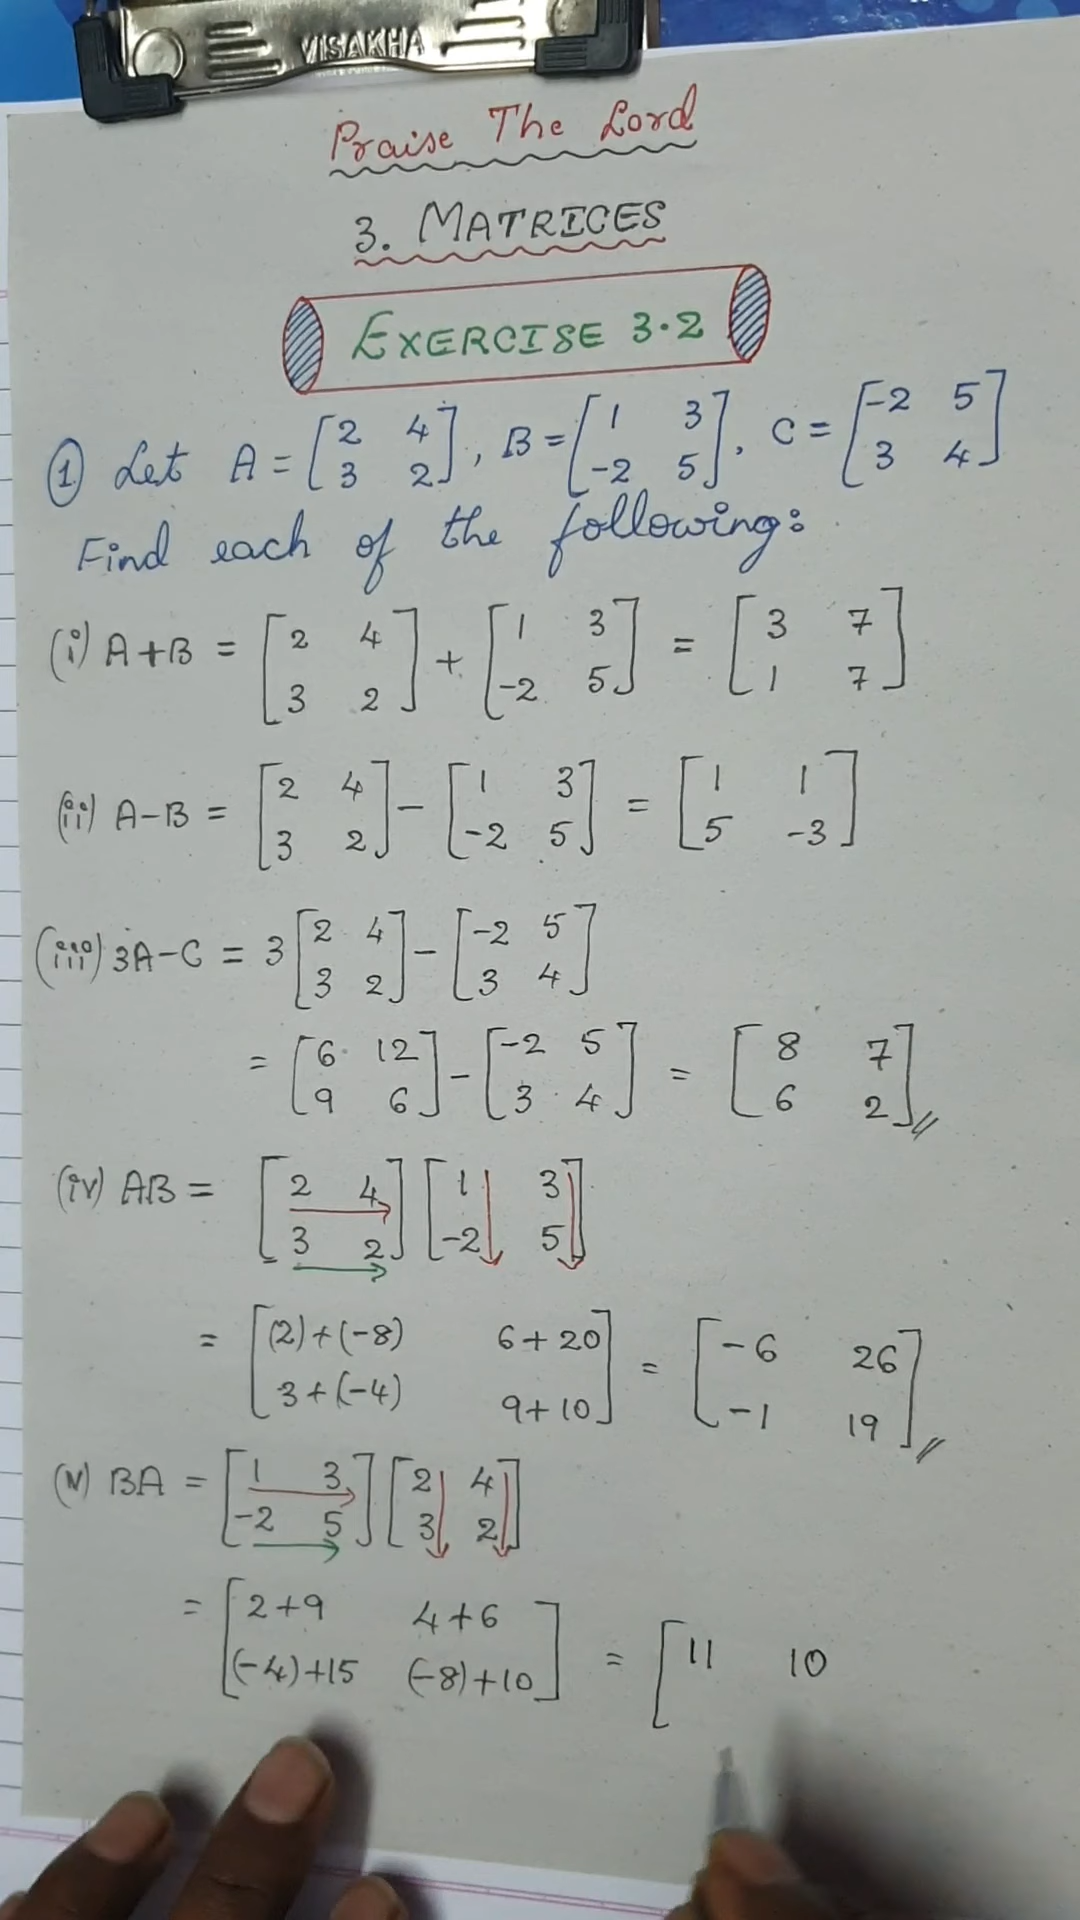 VISAKHA
Praise The Lord
3. MATRICES
EXERCISE 3.2
① Let A = [2 4 3 2], B = [1 3 -2 5], C = [-2 5 3 4]
Find each of the following:
(i) A+B = [2 4 3 2] + [1 3 -2 5] = [3 7 1 7]
(ii) A-B = [2 4 3 2] - [1 3 -2 5] = [1 1 5 -3]
(iii) 3A-C = 3 [2 4 3 2] - [-2 5 3 4]
= [6 12 9 6] - [-2 5 3 4] = [8 7 6 2]
(iv) AB = [2 4 3 2] [1 3 -2 5]
= [(2)+(-8) 6+20 3+(-4) 9+10] = [-6 26 -1 19]
(v) BA = [1 3 -2 5] [2 4 3 2]
= [2+9 4+6 (-4)+15 (-8)+10] = [11 10